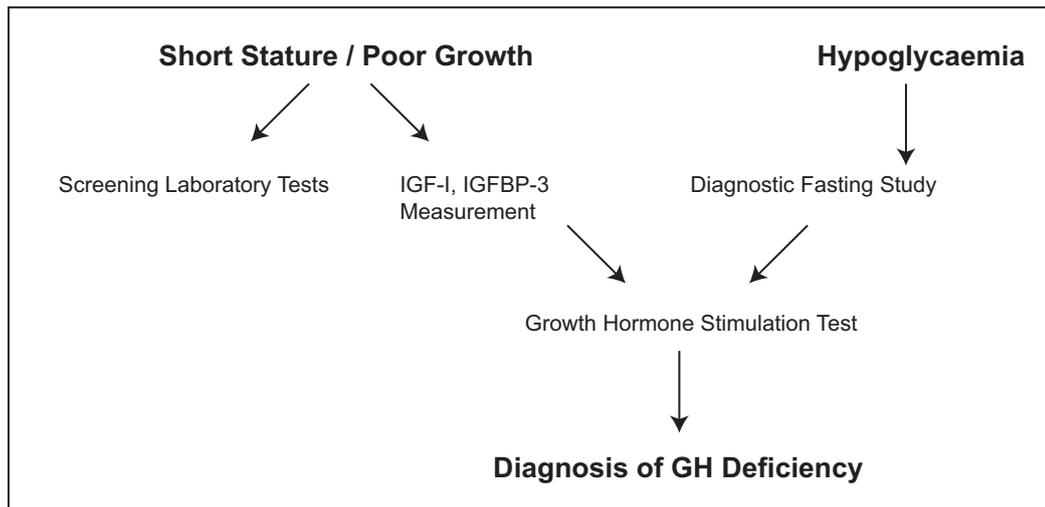 Short Stature / Poor Growth
Hypoglycaemia
Screening Laboratory Tests
IGF-I, IGFBP-3
Measurement
Diagnostic Fasting Study
Growth Hormone Stimulation Test
Diagnosis of GH Deficiency